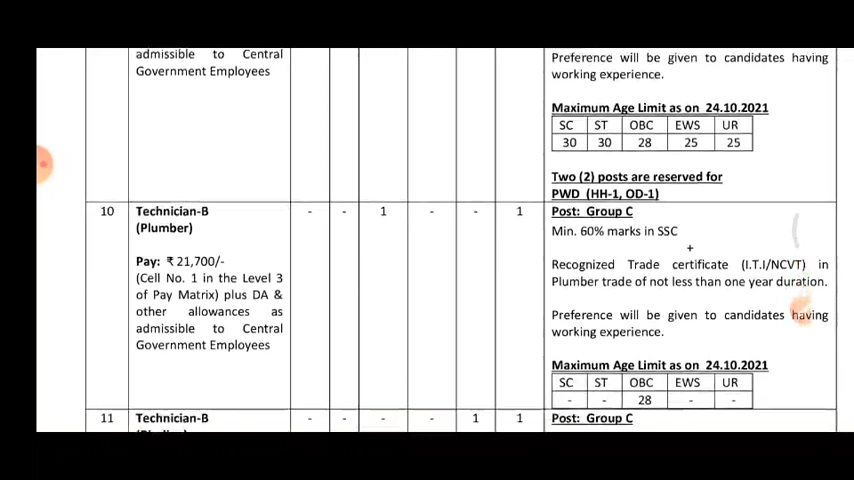 admissible to Central
Government Employees
Preference will be given to candidates having
working experience.
Maximum Age Limit as on 24.10.2021
SC ST OBC EWS UR
30 30 28 25 25
Two (2) posts are reserved for
PWD (HH-1, OD-1)
10 Technician-B - - 1 - - 1 Post: Group C
(Plumber)
Min. 60% marks in SSC
+
Pay: ₹ 21,700/-
(Cell No. 1 in the Level 3
of Pay Matrix) plus DA &
other allowances as
admissible to Central
Government Employees
Recognized Trade certificate (I.T.I/NCVT) in
Plumber trade of not less than one year duration.
Preference will be given to candidates having
working experience.
Maximum Age Limit as on 24.10.2021
SC ST OBC EWS UR
- - 28 - -
11 Technician-B - - - - 1 1 Post: Group C